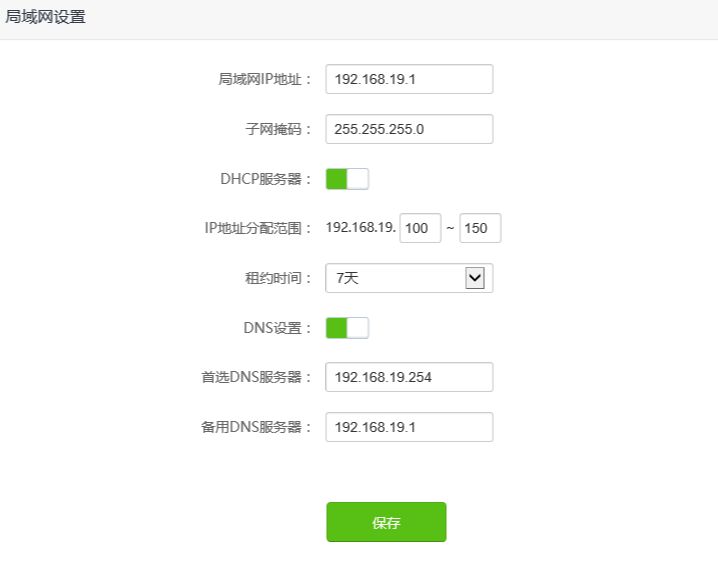 局域网设置
局域网IP地址： 192.168.19.1
子网掩码： 255.255.255.0
DHCP服务器：
IP地址分配范围： 192.168.19. 100 ~ 150
租约时间： 7天
DNS设置：
首选DNS服务器： 192.168.19.254
备用DNS服务器： 192.168.19.1
保存